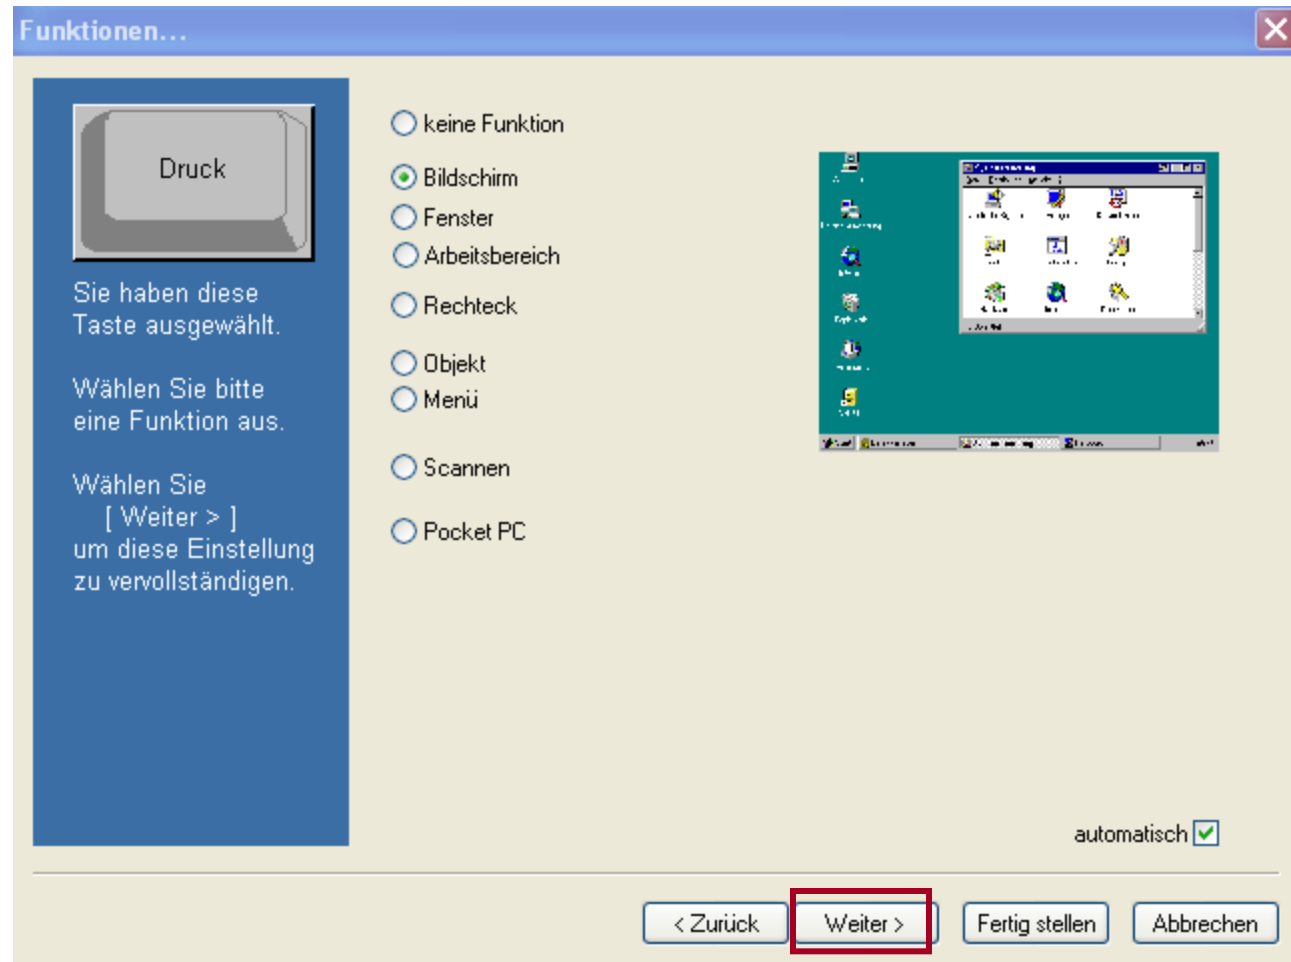 Funktionen...
Druck
Sie haben diese
Taste ausgewählt.
Wählen Sie bitte
eine Funktion aus.
Wählen Sie
[ Weiter > ]
um diese Einstellung
zu vervollständigen.
keine Funktion
Bildschirm
Fenster
Arbeitsbereich
Rechteck
Objekt
Menü
Scannen
Pocket PC
automatisch
< Zurück
Weiter >
Fertig stellen
Abbrechen